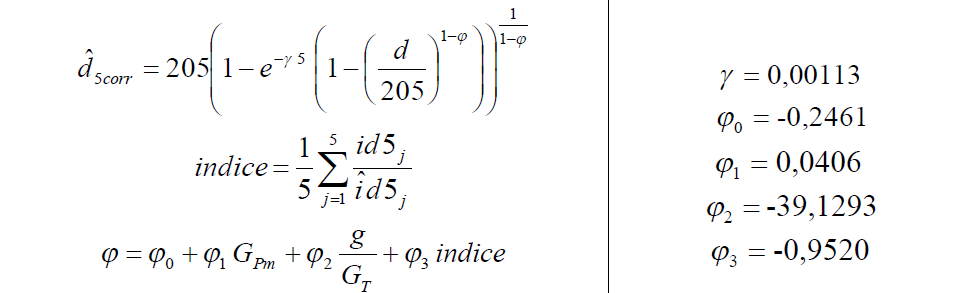 d̂₅corr = 205(1 − e^(−γ 5) (1 − (d/205)^(1−φ)))^(1/(1−φ))
indice = 1/5 ∑_(j=1)^5 id5_j / îd5_j
φ = φ₀ + φ₁ G_Pm + φ₂ g/G_T + φ₃ indice
γ = 0,00113
φ₀ = -0,2461
φ₁ = 0,0406
φ₂ = -39,1293
φ₃ = -0,9520